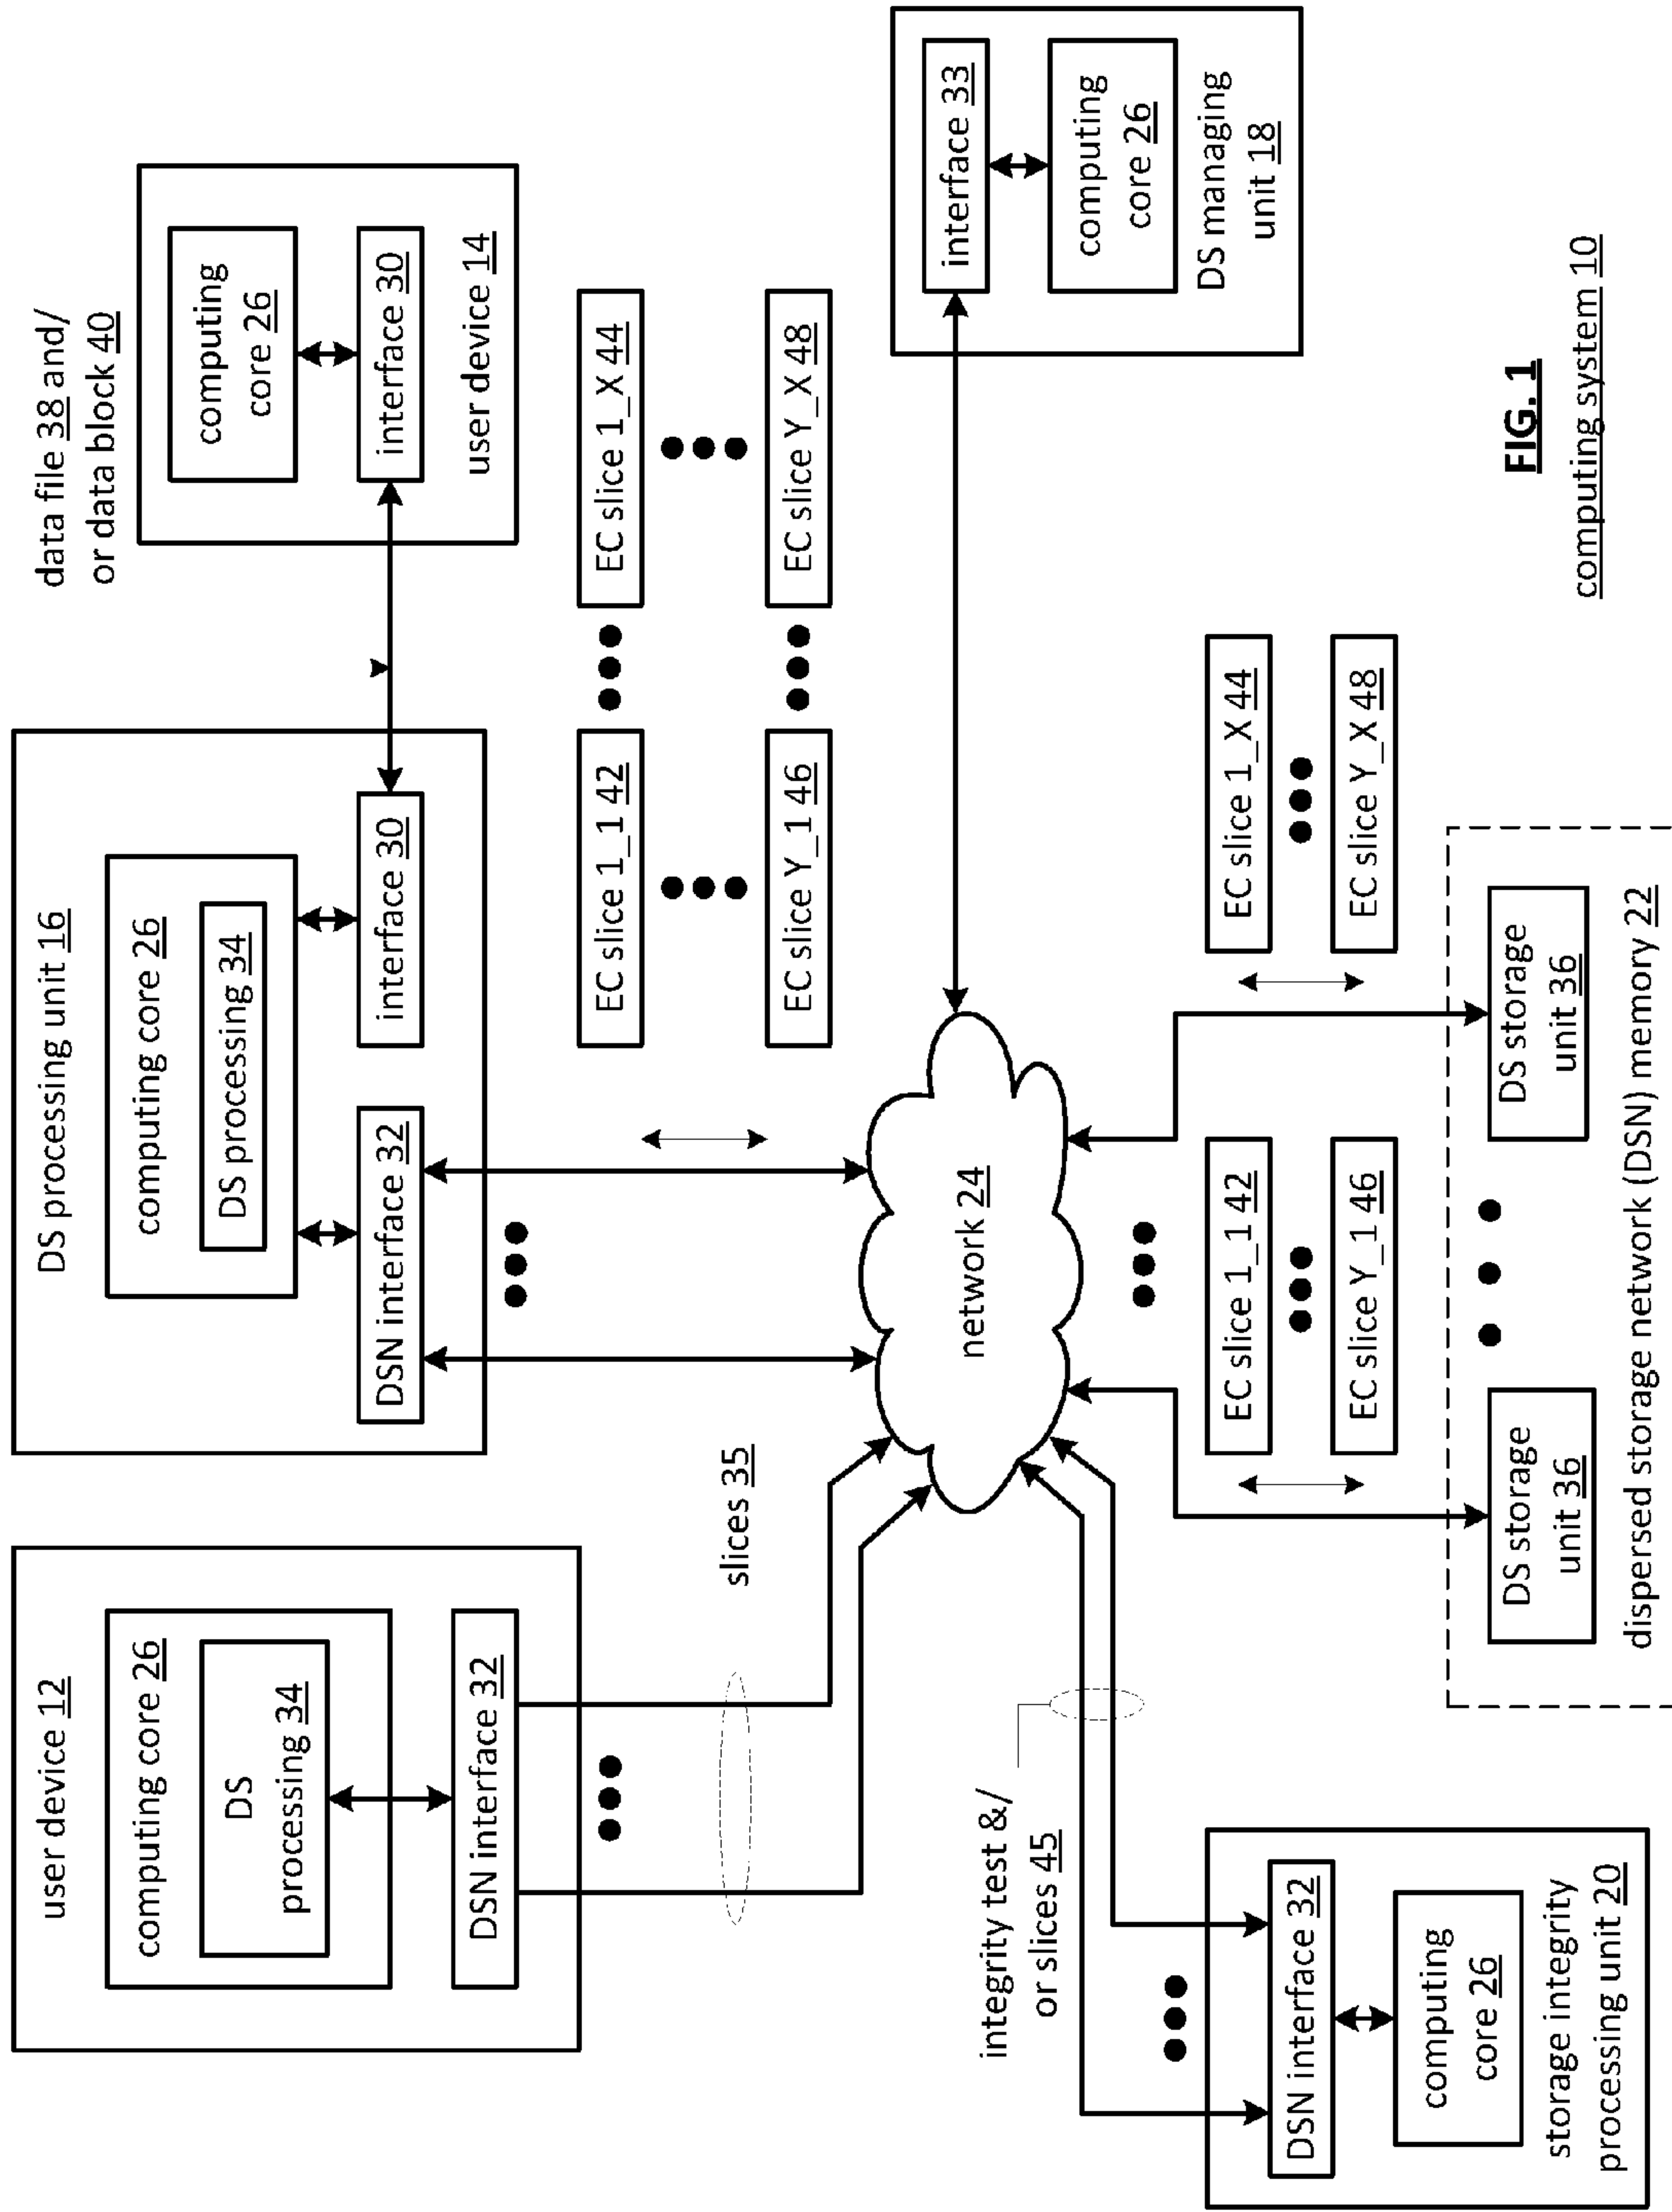 user device 12
computing core 26
DS
processing 34
DSN interface 32
slices 35
DS processing unit 16
computing core 26
DS processing 34
DSN interface 32
interface 30
data file 38 and/
or data block 40
computing
core 26
interface 30
user device 14
EC slice 1_1 42
EC slice 1_X 44
EC slice Y_1 46
EC slice Y_X 48
network 24
interface 33
computing
core 26
DS managing
unit 18
integrity test &/
or slices 45
DSN interface 32
computing
core 26
storage integrity
processing unit 20
EC slice 1_1 42
EC slice Y_1 46
EC slice 1_X 44
EC slice Y_X 48
DS storage
unit 36
DS storage
unit 36
dispersed storage network (DSN) memory 22
FIG. 1
computing system 10